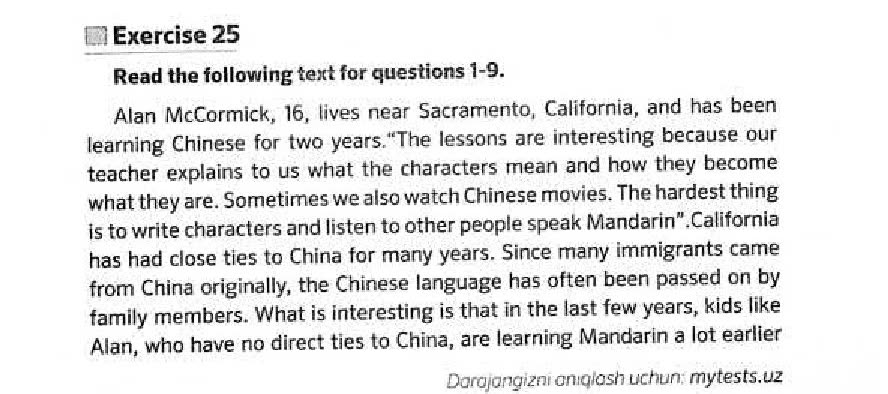 Exercise 25
Read the following text for questions 1-9.
Alan McCormick, 16, lives near Sacramento, California, and has been
learning Chinese for two years."The lessons are interesting because our
teacher explains to us what the characters mean and how they become
what they are. Sometimes we also watch Chinese movies. The hardest thing
is to write characters and listen to other people speak Mandarin".California
has had close ties to China for many years. Since many immigrants came
from China originally, the Chinese language has often been passed on by
family members. What is interesting is that in the last few years, kids like
Alan, who have no direct ties to China, are learning Mandarin a lot earlier
Darajangizni aniqlash uchun: mytests.uz